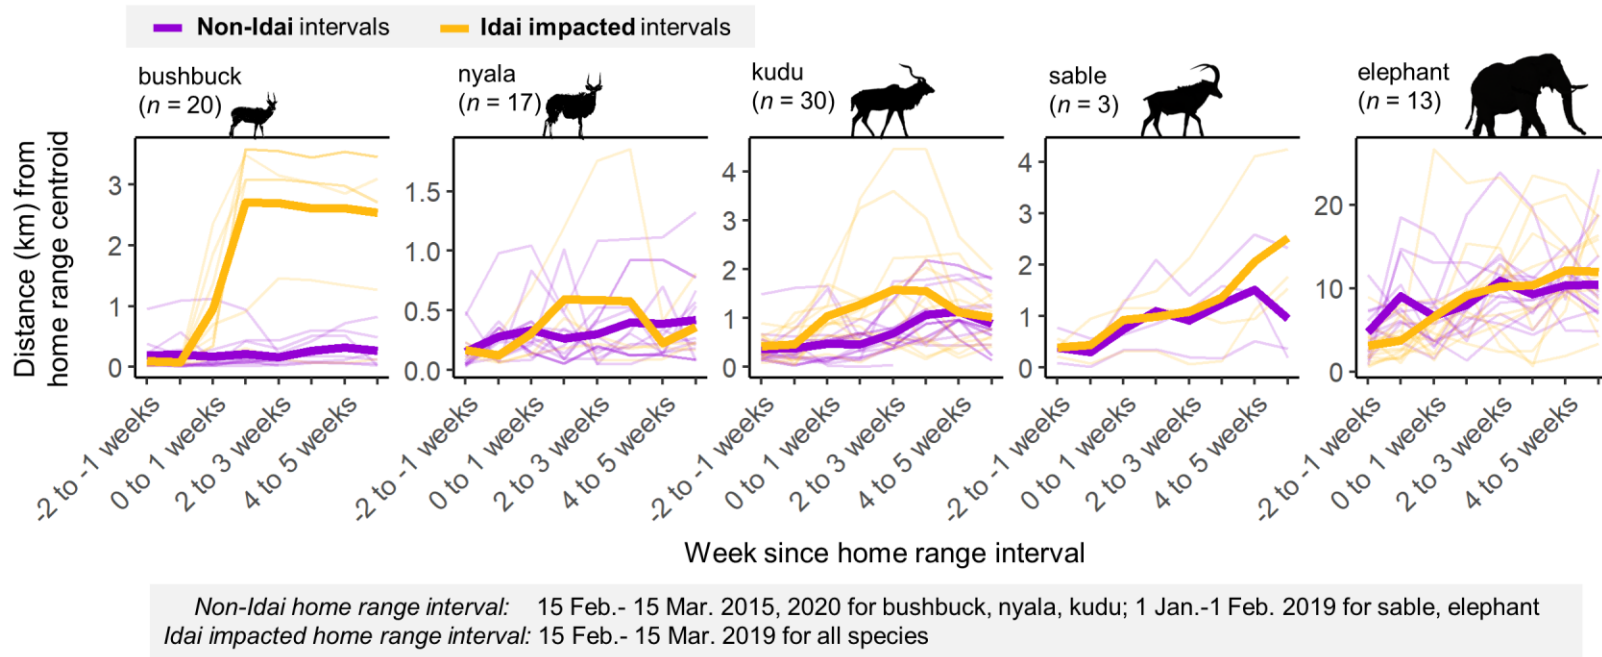 Non-Idai intervals
Idai impacted intervals
bushbuck
(n = 20)
nyala
(n = 17)
kudu
(n = 30)
sable
(n = 3)
elephant
(n = 13)
Distance (km) from
home range centroid
3
2
1
0
1.5
1.0
0.5
0.0
4
3
2
1
0
4
3
2
1
0
20
10
0
-2 to -1 weeks
0 to 1 weeks
2 to 3 weeks
4 to 5 weeks
-2 to -1 weeks
0 to 1 weeks
2 to 3 weeks
4 to 5 weeks
-2 to -1 weeks
0 to 1 weeks
2 to 3 weeks
4 to 5 weeks
-2 to -1 weeks
0 to 1 weeks
2 to 3 weeks
4 to 5 weeks
-2 to -1 weeks
0 to 1 weeks
2 to 3 weeks
4 to 5 weeks
Week since home range interval
Non-Idai home range interval: 15 Feb.- 15 Mar. 2015, 2020 for bushbuck, nyala, kudu; 1 Jan.-1 Feb. 2019 for sable, elephant
Idai impacted home range interval: 15 Feb.- 15 Mar. 2019 for all species